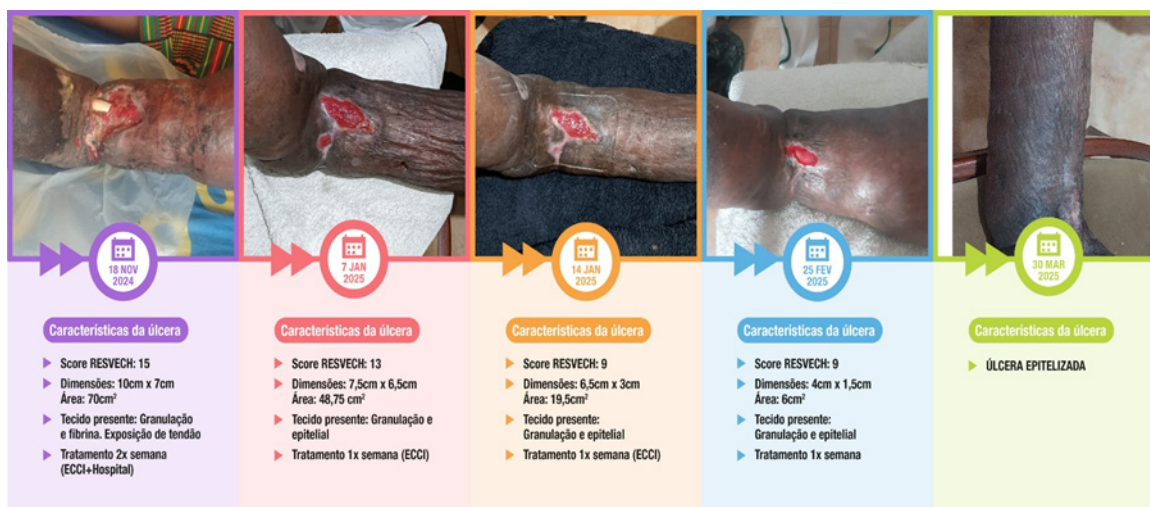 18 NOV
2024
Características da úlcera
Score RESVECH: 15
Dimensões: 10cm x 7cm
Área: 70cm²
Tecido presente: Granulação
e fibrina. Exposição de tendão
Tratamento 2x semana
(ECCI+Hospital)
7 JAN
2025
Características da úlcera
Score RESVECH: 13
Dimensões: 7,5cm x 6,5cm
Área: 48,75 cm²
Tecido presente: Granulação e
epitelial
Tratamento 1x semana (ECCI)
14 JAN
2025
Características da úlcera
Score RESVECH: 9
Dimensões: 6,5cm x 3cm
Área: 19,5cm²
Tecido presente:
Granulação e epitelial
Tratamento 1x semana (ECCI)
25 FEV
2025
Características da úlcera
Score RESVECH: 9
Dimensões: 4cm x 1,5cm
Área: 6cm²
Tecido presente:
Granulação e epitelial
Tratamento 1x semana
30 MAR
2025
Características da úlcera
ÚLCERA EPITELIZADA